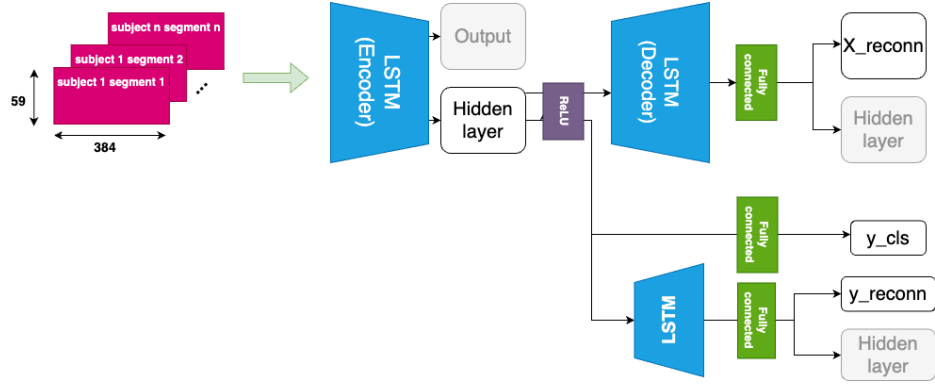 subject n segment n
subject 1 segment 2
subject 1 segment 1
59
384
LSTM
(Encoder)
Output
Hidden
layer
ReLU
LSTM
(Decoder)
Fully
connected
X_reconn
Hidden
layer
Fully
connected
y_cls
LSTM
Fully
connected
y_reconn
Hidden
layer